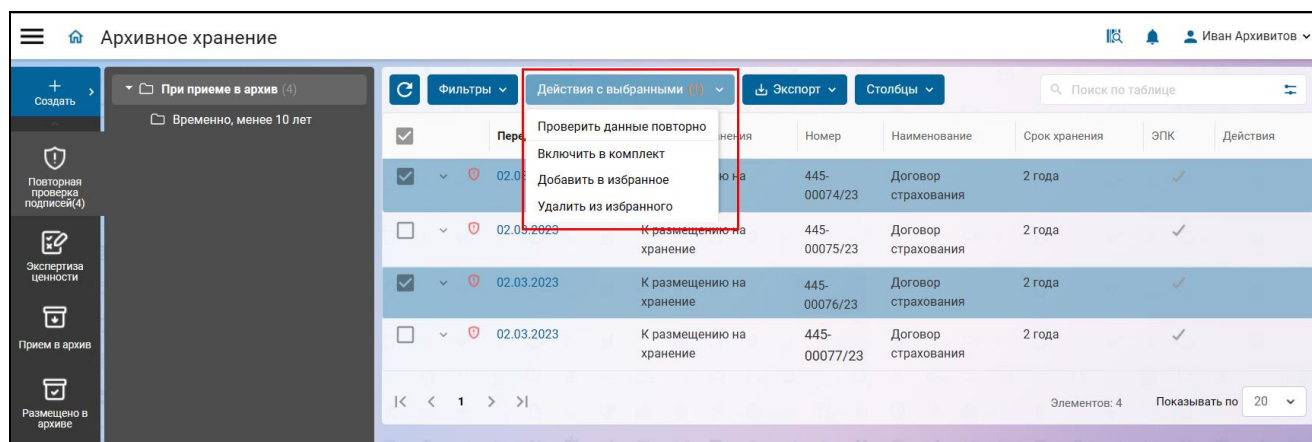 Архивное хранение
Иван Архивитов
Создать
При приеме в архив (4)
Временно, менее 10 лет
Повторная
проверка
подписей(4)
Экспертиза
ценности
Прием в архив
Размещено в
архиве
Фильтры
Действия с выбранными
Экспорт
Столбцы
Поиск по таблице
Проверить данные повторно
Включить в комплект
Добавить в избранное
Удалить из избранного
Номер Наименование Срок хранения ЭПК Действия
445- Договор 2 года
00074/23 страхования
02.03.2023 К размещению на 445- Договор 2 года
хранение 00075/23 страхования
02.03.2023 К размещению на 445- Договор 2 года
хранение 00076/23 страхования
02.03.2023 К размещению на 445- Договор 2 года
хранение 00077/23 страхования
1
Элементов: 4 Показывать по 20